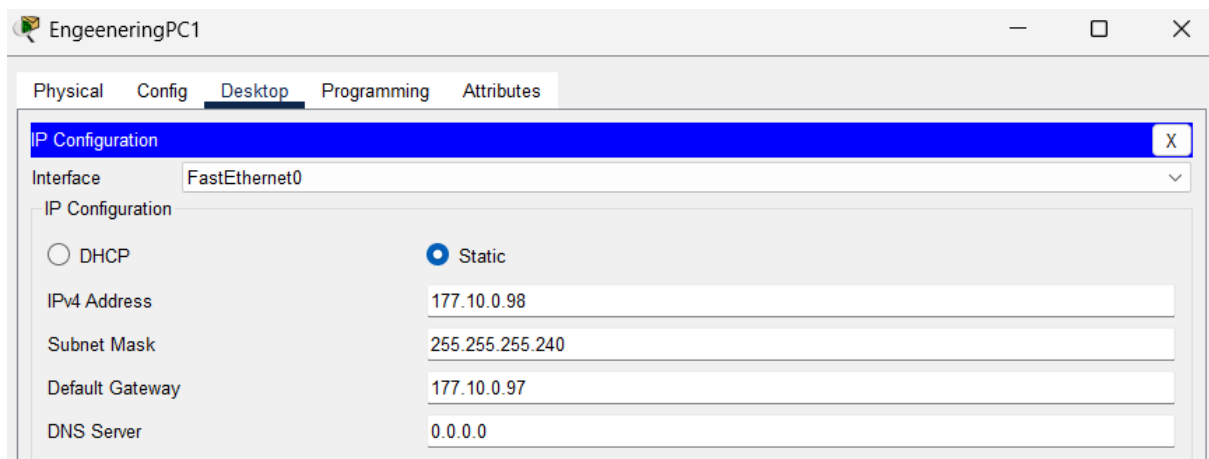 EngeeneringPC1
Physical Config Desktop Programming Attributes
IP Configuration X
Interface FastEthernet0
IP Configuration
DHCP Static
IPv4 Address 177.10.0.98
Subnet Mask 255.255.255.240
Default Gateway 177.10.0.97
DNS Server 0.0.0.0